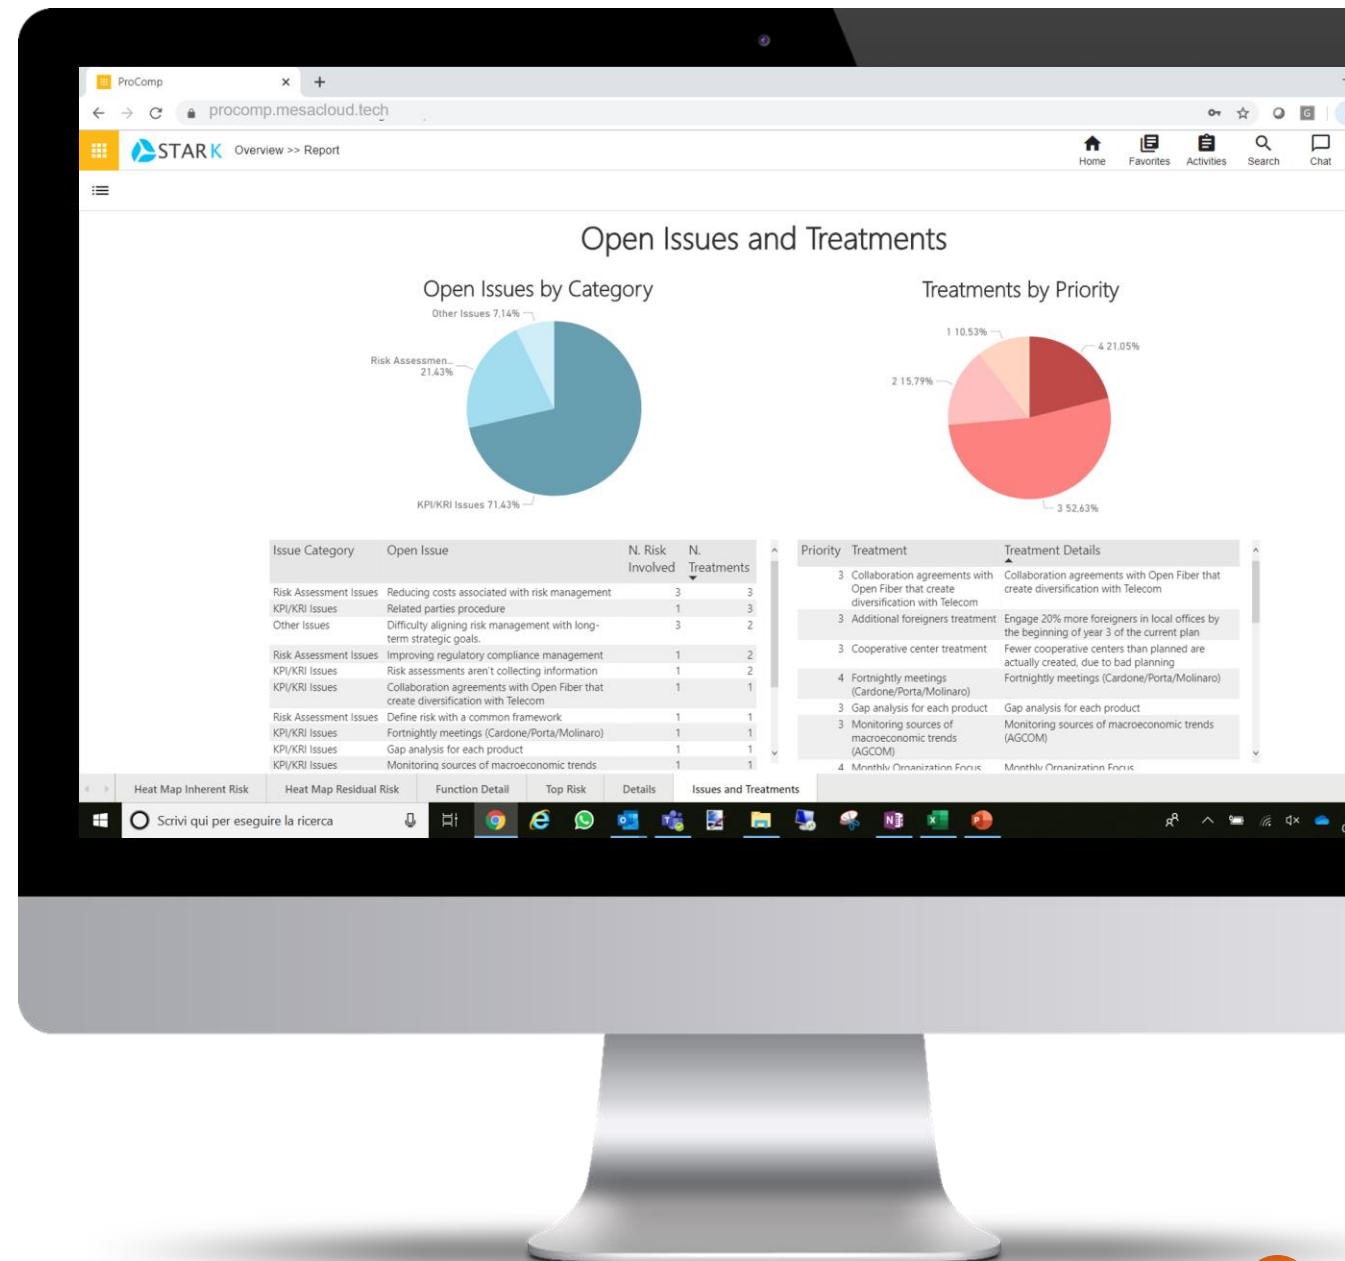 ProComp
procomp.mesacloud.tech
STARK Overview >> Report
Home Favorites Activities Search Chat
Open Issues and Treatments
Open Issues by Category
Other Issues 7,14%
Risk Assessmen...
21,43%
KPI/KRI Issues 71,43%
Treatments by Priority
1 10,53%
4 21,05%
2 15,79%
3 52,63%
Issue Category Open Issue N. Risk N.
Involved Treatments
Risk Assessment Issues Reducing costs associated with risk management 3 3
KPI/KRI Issues Related parties procedure 1 3
Other Issues Difficulty aligning risk management with long- 3 2
term strategic goals.
Risk Assessment Issues Improving regulatory compliance management 1 2
KPI/KRI Issues Risk assessments aren't collecting information 1 2
KPI/KRI Issues Collaboration agreements with Open Fiber that 1 1
create diversification with Telecom
Risk Assessment Issues Define risk with a common framework 1 1
KPI/KRI Issues Fortnightly meetings (Cardone/Porta/Molinaro) 1 1
KPI/KRI Issues Gap analysis for each product 1 1
KPI/KRI Issues Monitoring sources of macroeconomic trends 1 1
Priority Treatment Treatment Details
3 Collaboration agreements with Collaboration agreements with Open Fiber that
Open Fiber that create create diversification with Telecom
diversification with Telecom
3 Additional foreigners treatment Engage 20% more foreigners in local offices by
the beginning of year 3 of the current plan
3 Cooperative center treatment Fewer cooperative centers than planned are
actually created, due to bad planning
4 Fortnightly meetings Fortnightly meetings (Cardone/Porta/Molinaro)
(Cardone/Porta/Molinaro)
3 Gap analysis for each product Gap analysis for each product
3 Monitoring sources of Monitoring sources of macroeconomic trends
macroeconomic trends (AGCOM)
(AGCOM)
4 Monthly Organization Focus Monthly Organization Focus
Heat Map Inherent Risk Heat Map Residual Risk Function Detail Top Risk Details Issues and Treatments
Scrivi qui per eseguire la ricerca